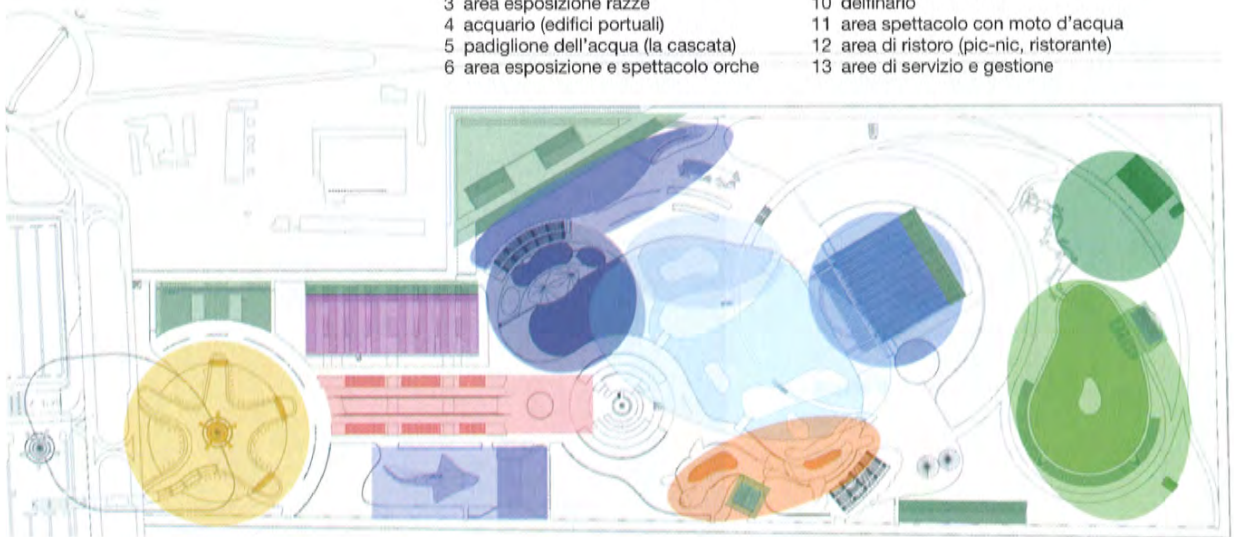 3 area esposizione razze
4 acquario (edifici portuali)
5 padiglione dell'acqua (la cascata)
6 area esposizione e spettacolo orche
10 delfinario
11 area spettacolo con moto d'acqua
12 area di ristoro (pic-nic, ristorante)
13 aree di servizio e gestione